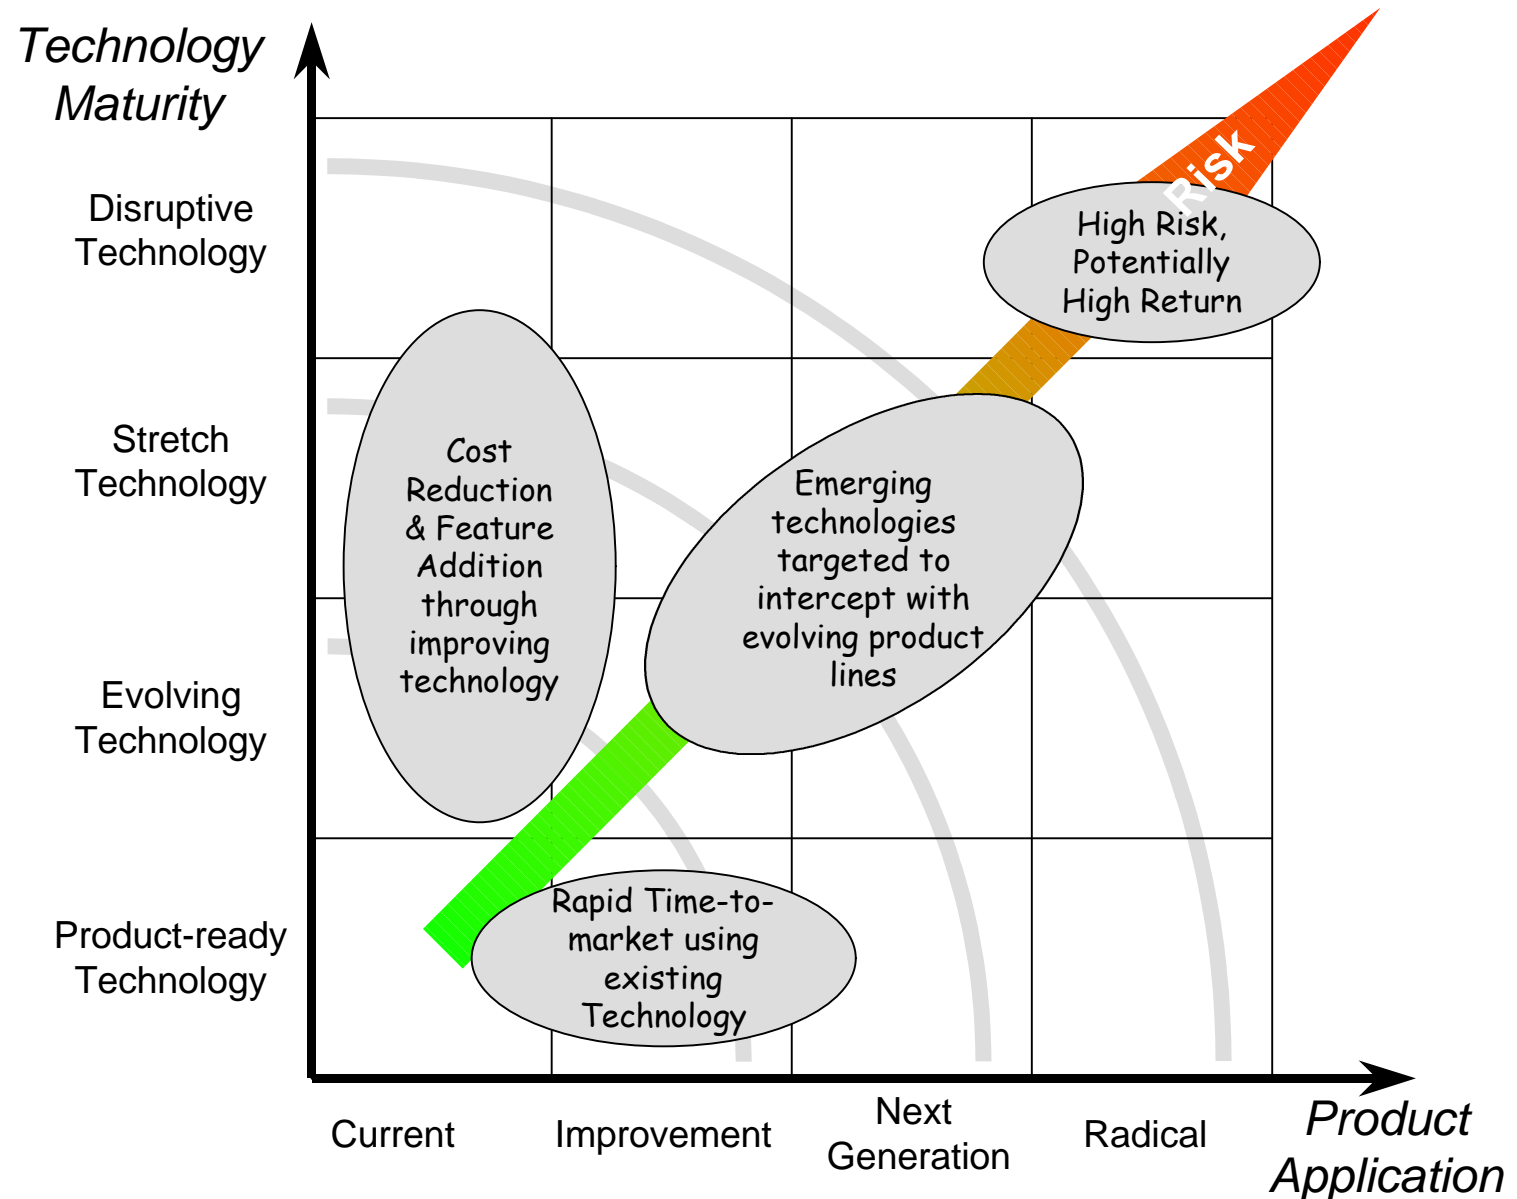 Technology
Maturity
Risk
Disruptive
Technology
High Risk,
Potentially
High Return
Stretch
Technology
Cost
Reduction
& Feature
Addition
through
improving
technology
Emerging
technologies
targeted to
intercept with
evolving product
lines
Evolving
Technology
Product-ready
Technology
Rapid Time-to-
market using
existing
Technology
Current
Improvement
Next
Generation
Radical
Product
Application